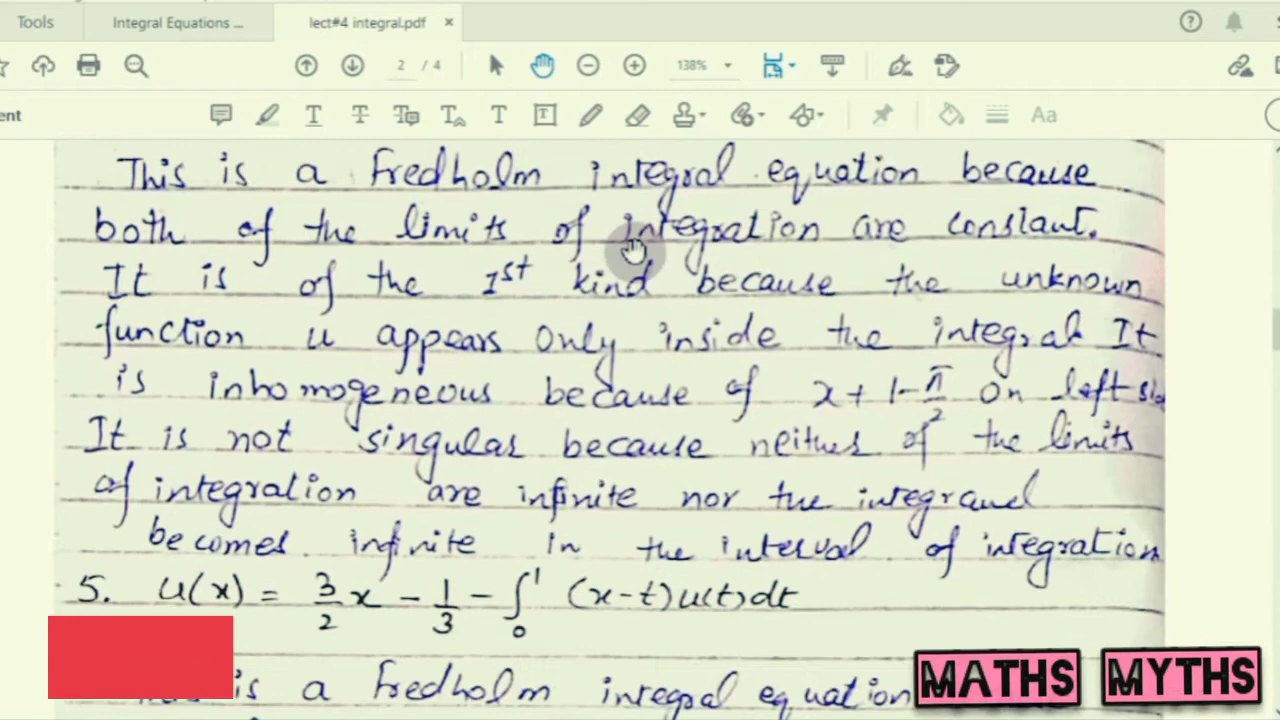 Tools Integral Equations ... lect#4 integral.pdf ×
2 / 4 138%
ent T T T T T Aa
This is a Fredholm integral equation because
both of the limits of integration are constant.
It is of the 1st kind because the unknown
function u appears only inside the integral It
is inhomogeneous because of x + 1 - π/2 on left sid
It is not singular because neither of the limits
of integration are infinite nor the integrand
becomes infinite in the interval of integration
5. u(x) = 3/2 x - 1/3 - ∫₀¹ (x-t)u(t)dt
is a Fredholm integral equation
MATHS MYTHS